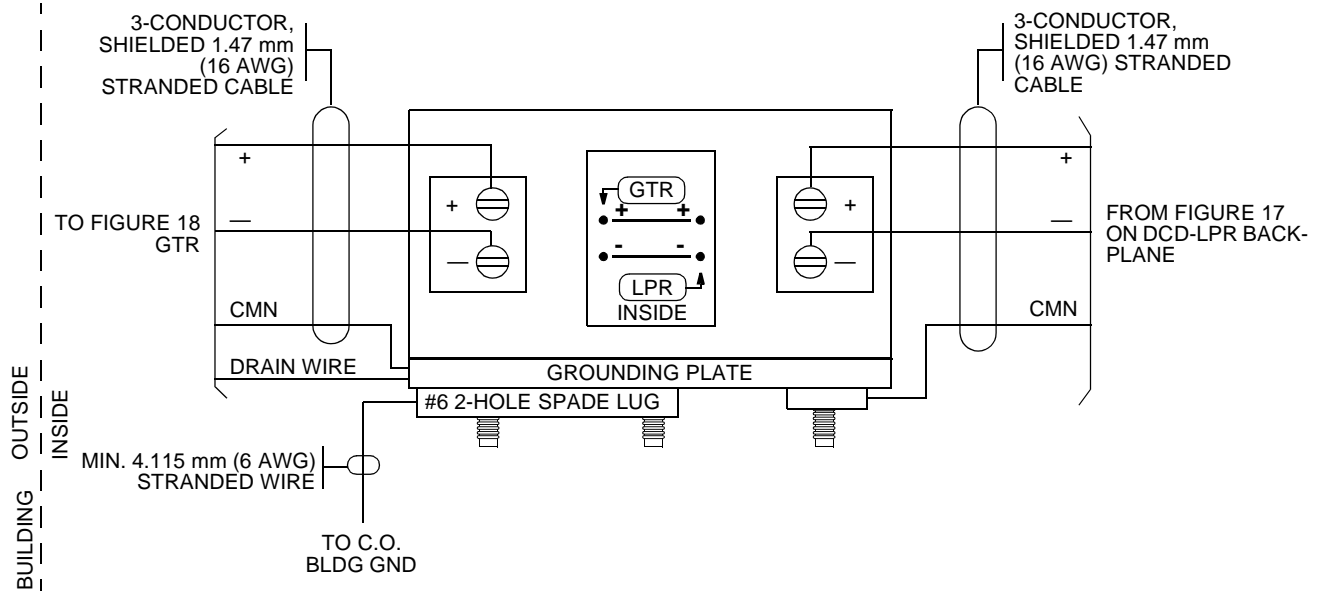 3-CONDUCTOR,
SHIELDED 1.47 mm
(16 AWG)
STRANDED CABLE
3-CONDUCTOR,
SHIELDED 1.47 mm
(16 AWG) STRANDED
CABLE
+
—
TO FIGURE 18
GTR
CMN
DRAIN WIRE
+
—
GTR
+ +
- -
LPR
INSIDE
+
—
+
—
FROM FIGURE 17
ON DCD-LPR BACK-
PLANE
CMN
GROUNDING PLATE
#6 2-HOLE SPADE LUG
MIN. 4.115 mm (6 AWG)
STRANDED WIRE
TO C.O.
BLDG GND
BUILDING OUTSIDE
INSIDE